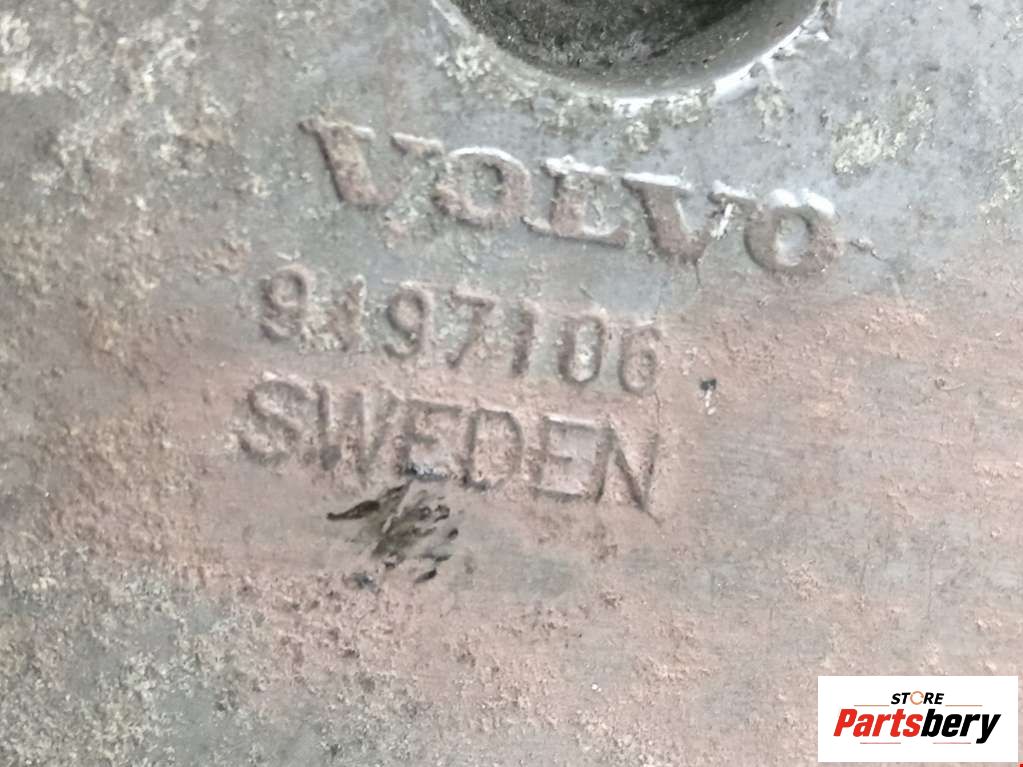 VOLVO
9197106
SWEDEN
STORE
Partsbery